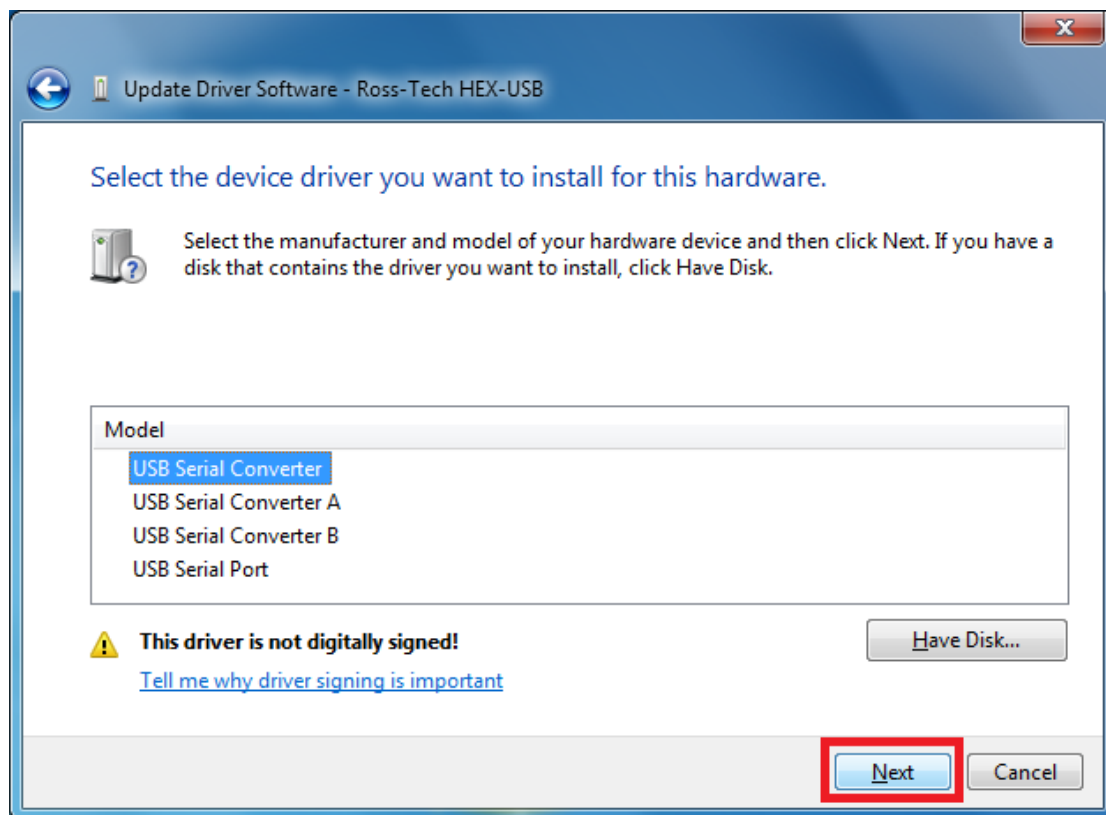 Update Driver Software - Ross-Tech HEX-USB
Select the device driver you want to install for this hardware.
Select the manufacturer and model of your hardware device and then click Next. If you have a
disk that contains the driver you want to install, click Have Disk.
Model
USB Serial Converter
USB Serial Converter A
USB Serial Converter B
USB Serial Port
This driver is not digitally signed!
Have Disk...
Tell me why driver signing is important
Next
Cancel